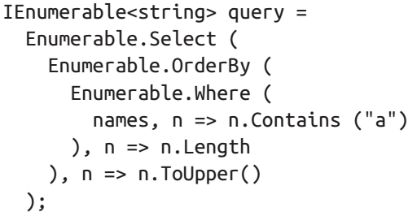 IEnumerable<string> query =
  Enumerable.Select (
    Enumerable.OrderBy (
      Enumerable.Where (
        names, n => n.Contains ("a")
      ), n => n.Length
    ), n => n.ToUpper()
  );